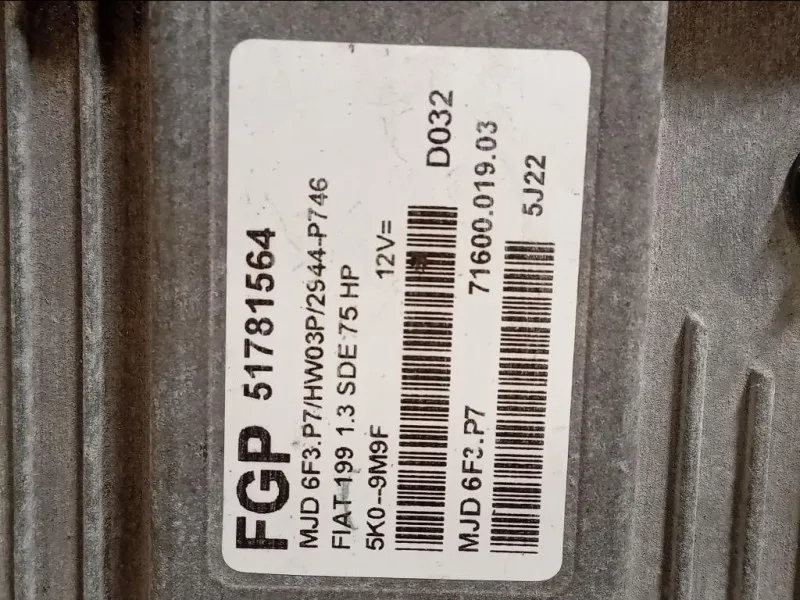 FGP 51781564
MJD 6F3.P7/HW03P/2944-P746
FIAT 199 1.3 SDE 75 HP
5K0--9M9F 12V= D032
MJD 6F3.P7 71600.019.03
5J22